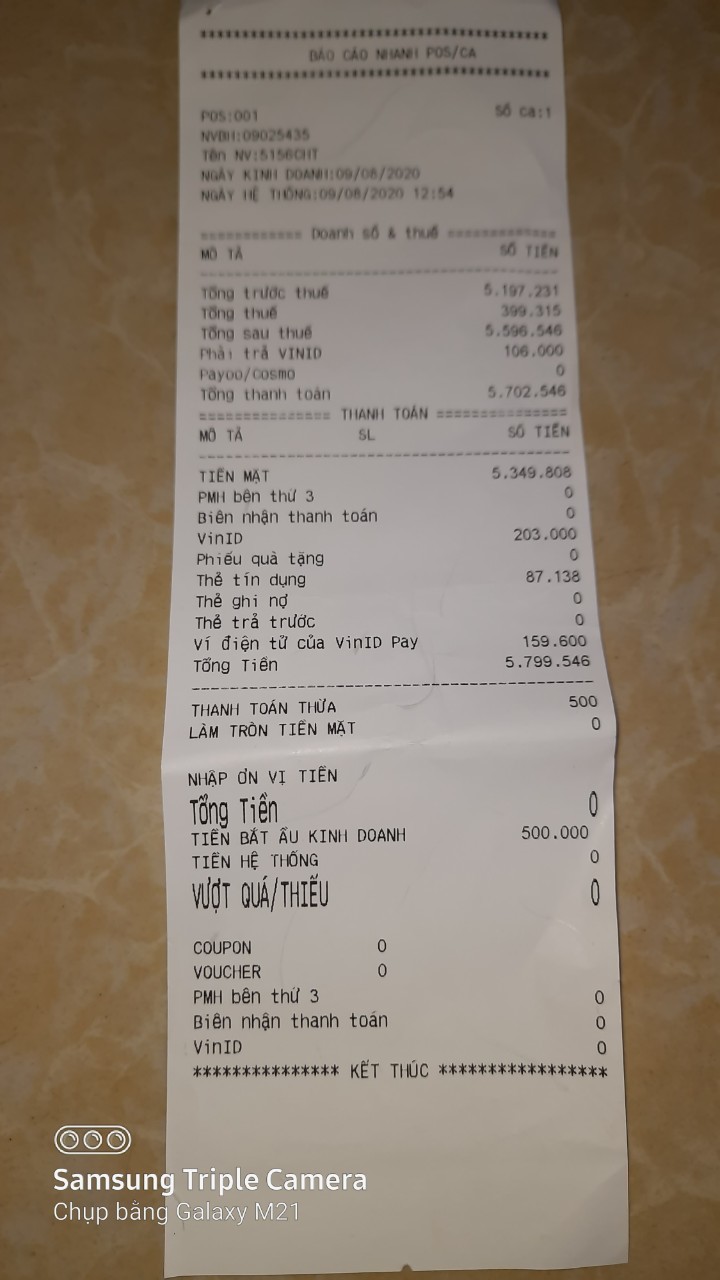 **********************************
BÁO CÁO NHANH POS/CA
**********************************
POS:001 Số ca:1
NVBH:09025435
Tên NV:5156CHT
NGÀY KINH DOANH:09/08/2020
NGÀY HỆ THỐNG:09/08/2020 12:54
============ Doanh số & thuế =============
MÔ TẢ SỐ TIỀN
Tổng trước thuế 5.197.231
Tổng thuế 399.315
Tổng sau thuế 5.596.546
Phải trả VINID 106.000
Payoo/Cosmo 0
Tổng thanh toán 5.702.546
=============== THANH TOÁN ===============
MÔ TẢ SL SỐ TIỀN
TIỀN MẶT 5.349.808
PMH bên thứ 3 0
Biên nhận thanh toán 0
VinID 203.000
Phiếu quà tặng 0
Thẻ tín dụng 87.138
Thẻ ghi nợ 0
Thẻ trả trước 0
Ví điện tử của VinID Pay 159.600
Tổng Tiền 5.799.546
THANH TOÁN THỪA 500
LÀM TRÒN TIỀN MẶT 0
NHẬP ƠN VỊ TIỀN
Tổng Tiền 0
TIỀN BẮT ẦU KINH DOANH 500.000
TIỀN HỆ THỐNG 0
VƯỢT QUÁ/THIẾU 0
COUPON 0
VOUCHER 0
PMH bên thứ 3 0
Biên nhận thanh toán 0
VinID 0
*************** KẾT THÚC *****************
Samsung Triple Camera
Chụp bằng Galaxy M21